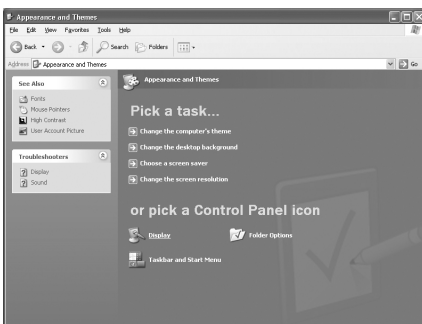 Appearance and Themes
File Edit View Favorites Tools Help
Back Search Folders
Address Appearance and Themes Go
See Also
Fonts
Mouse Pointers
High Contrast
User Account Picture
Troubleshooters
Display
Sound
Appearance and Themes
Pick a task...
Change the computer's theme
Change the desktop background
Choose a screen saver
Change the screen resolution
or pick a Control Panel icon
Display Folder Options
Taskbar and Start Menu